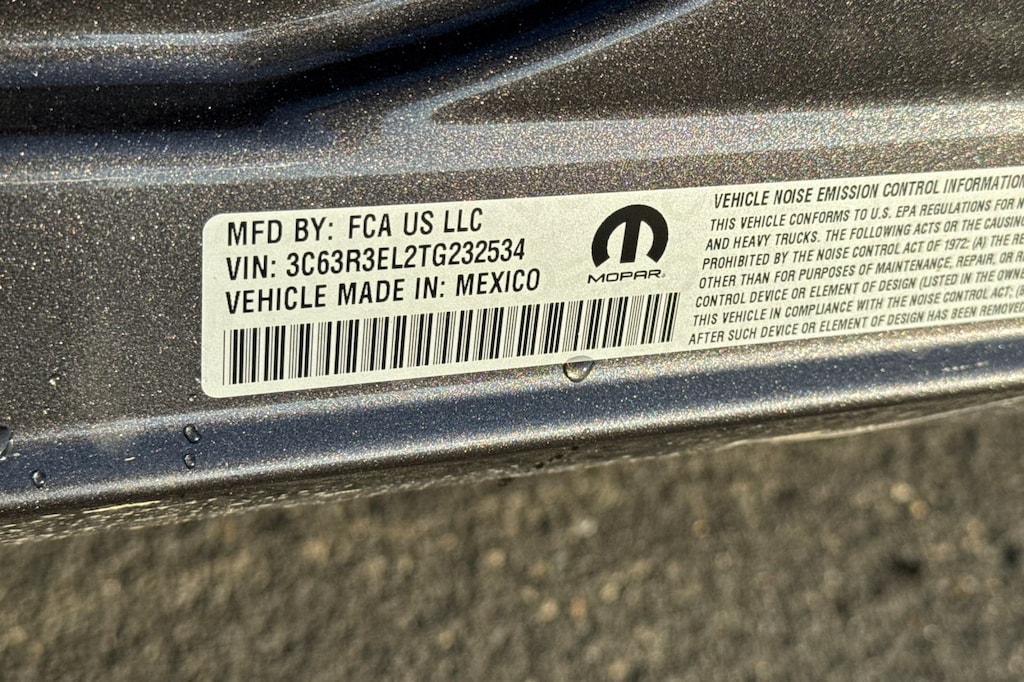 MFD BY: FCA US LLC
VIN: 3C63R3EL2TG232534
VEHICLE MADE IN: MEXICO
MOPAR
VEHICLE NOISE EMISSION CONTROL INFORMATION
THIS VEHICLE CONFORMS TO U.S. EPA REGULATIONS FOR
AND HEAVY TRUCKS. THE FOLLOWING ACTS OR THE CAUSING
PROHIBITED BY THE NOISE CONTROL ACT OF 1972: (A) THE
OTHER THAN FOR PURPOSES OF MAINTENANCE, REPAIR, OR
CONTROL DEVICE OR ELEMENT OF DESIGN (LISTED IN THE
THIS VEHICLE IN COMPLIANCE WITH THE NOISE CONTROL ACT;
AFTER SUCH DEVICE OR ELEMENT OF DESIGN HAS BEEN REMOVED